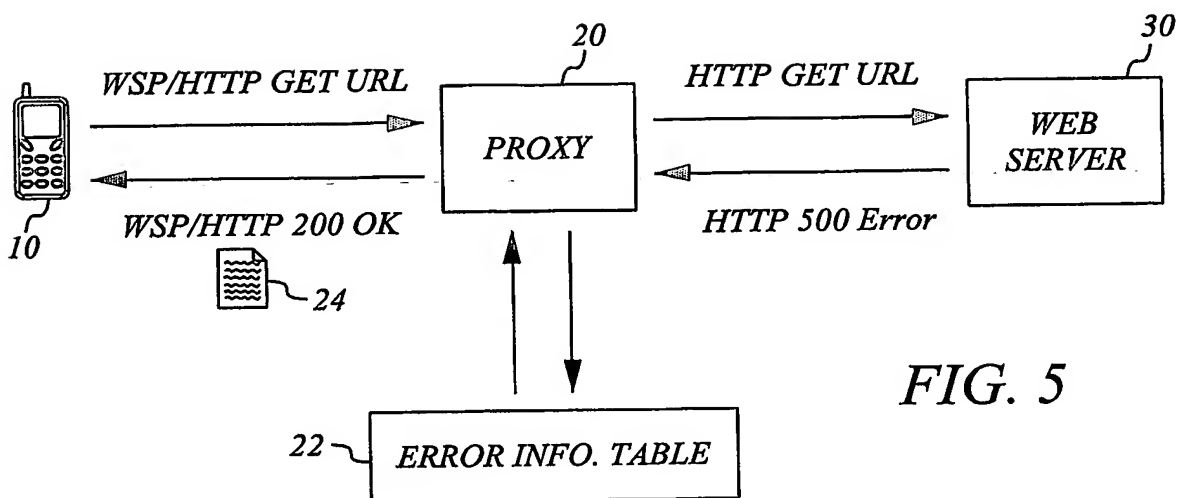 20
30
WSP/HTTP GET URL
HTTP GET URL
PROXY
WEB
SERVER
10
WSP/HTTP 200 OK
HTTP 500 Error
24
FIG. 5
22
ERROR INFO. TABLE